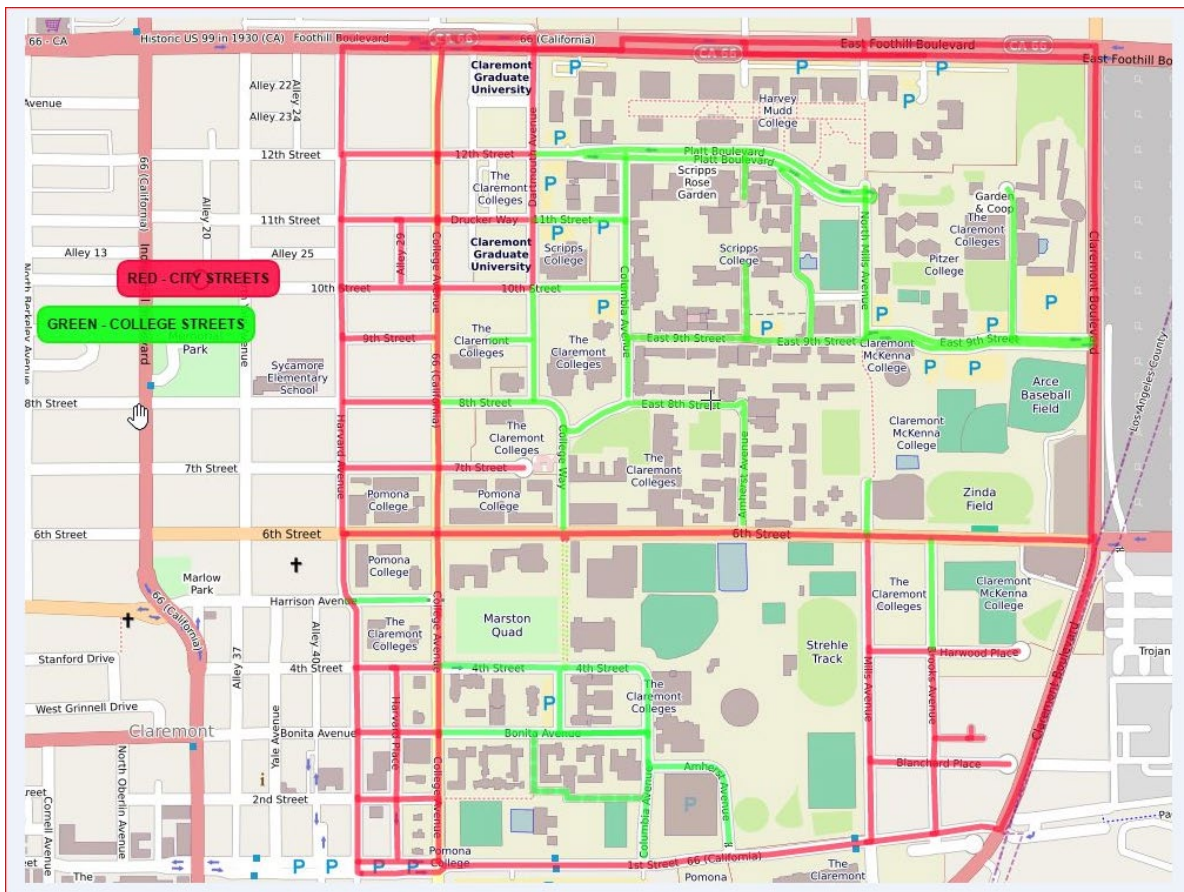 66 - CA
Historic US 99 in 1930 (CA)
Foothill Boulevard
CA 66
66 (California)
CA 66
East Foothill Boulevard
CA 66
East Foothill Bo
Claremont
Graduate
University
Alley 22
Alley 24
Alley 23
Avenue
Harvey
Mudd
College
P
P
P
P
P
12th Street
12th Street
Dartmouth Avenue
Platt Boulevard
Platt Boulevard
Scripps
Rose
Garden
The
Claremont
Colleges
P
P
66 (California)
Alley 20
11th Street
Drucker Way
11th Street
Garden
& Coop
The
Claremont
Colleges
North Mills Avenue
Alley 13
Alley 25
Alley 29
College Avenue
Claremont
Graduate
University
P
P
Scripps
College
Scripps
College
Pitzer
College
Claremont Boulevard
RED - CITY STREETS
10th Street
10th Street
Columbia Avenue
P
P
P
P
North Berkeley Avenue
GREEN - COLLEGE STREETS
Park
9th Street
The
Claremont
Colleges
The
Claremont
Colleges
East 9th Street
East 9th Street
East 9th Street
Claremont
McKenna
College
P
P
Sycamore
Elementary
School
66 (California)
Los Angeles County
Arce
Baseball
Field
8th Street
8th Street
East 8th Street
Harvard Avenue
The
Claremont
Colleges
College Way
The
Claremont
Colleges
Amherst Avenue
Claremont
McKenna
College
7th Street
7th Street
Pomona
College
Pomona
College
Zinda
Field
6th Street
6th Street
6th Street
Marlow
Park
Pomona
College
66 (California)
Harrison Avenue
College Avenue
The
Claremont
Colleges
Marston
Quad
The
Claremont
Colleges
Claremont
McKenna
College
Strehle
Track
Harwood Place
Trojan
Stanford Drive
Alley 37
Alley 40
4th Street
4th Street
4th Street
The
Claremont
Colleges
Mills Avenue
Brooks Avenue
Claremont Boulevard
West Grinnell Drive
Claremont
Yale Avenue
Harvard Place
P
Bonita Avenue
Bonita Avenue
Amherst Avenue
Blanchard Place
North Oberlin Avenue
2nd Street
College Avenue
Columbia Avenue
P
Cornell Avenue
P
P
P
P
Pomona
College
1st Street
66 (California)
The
Pomona
The
Claremont